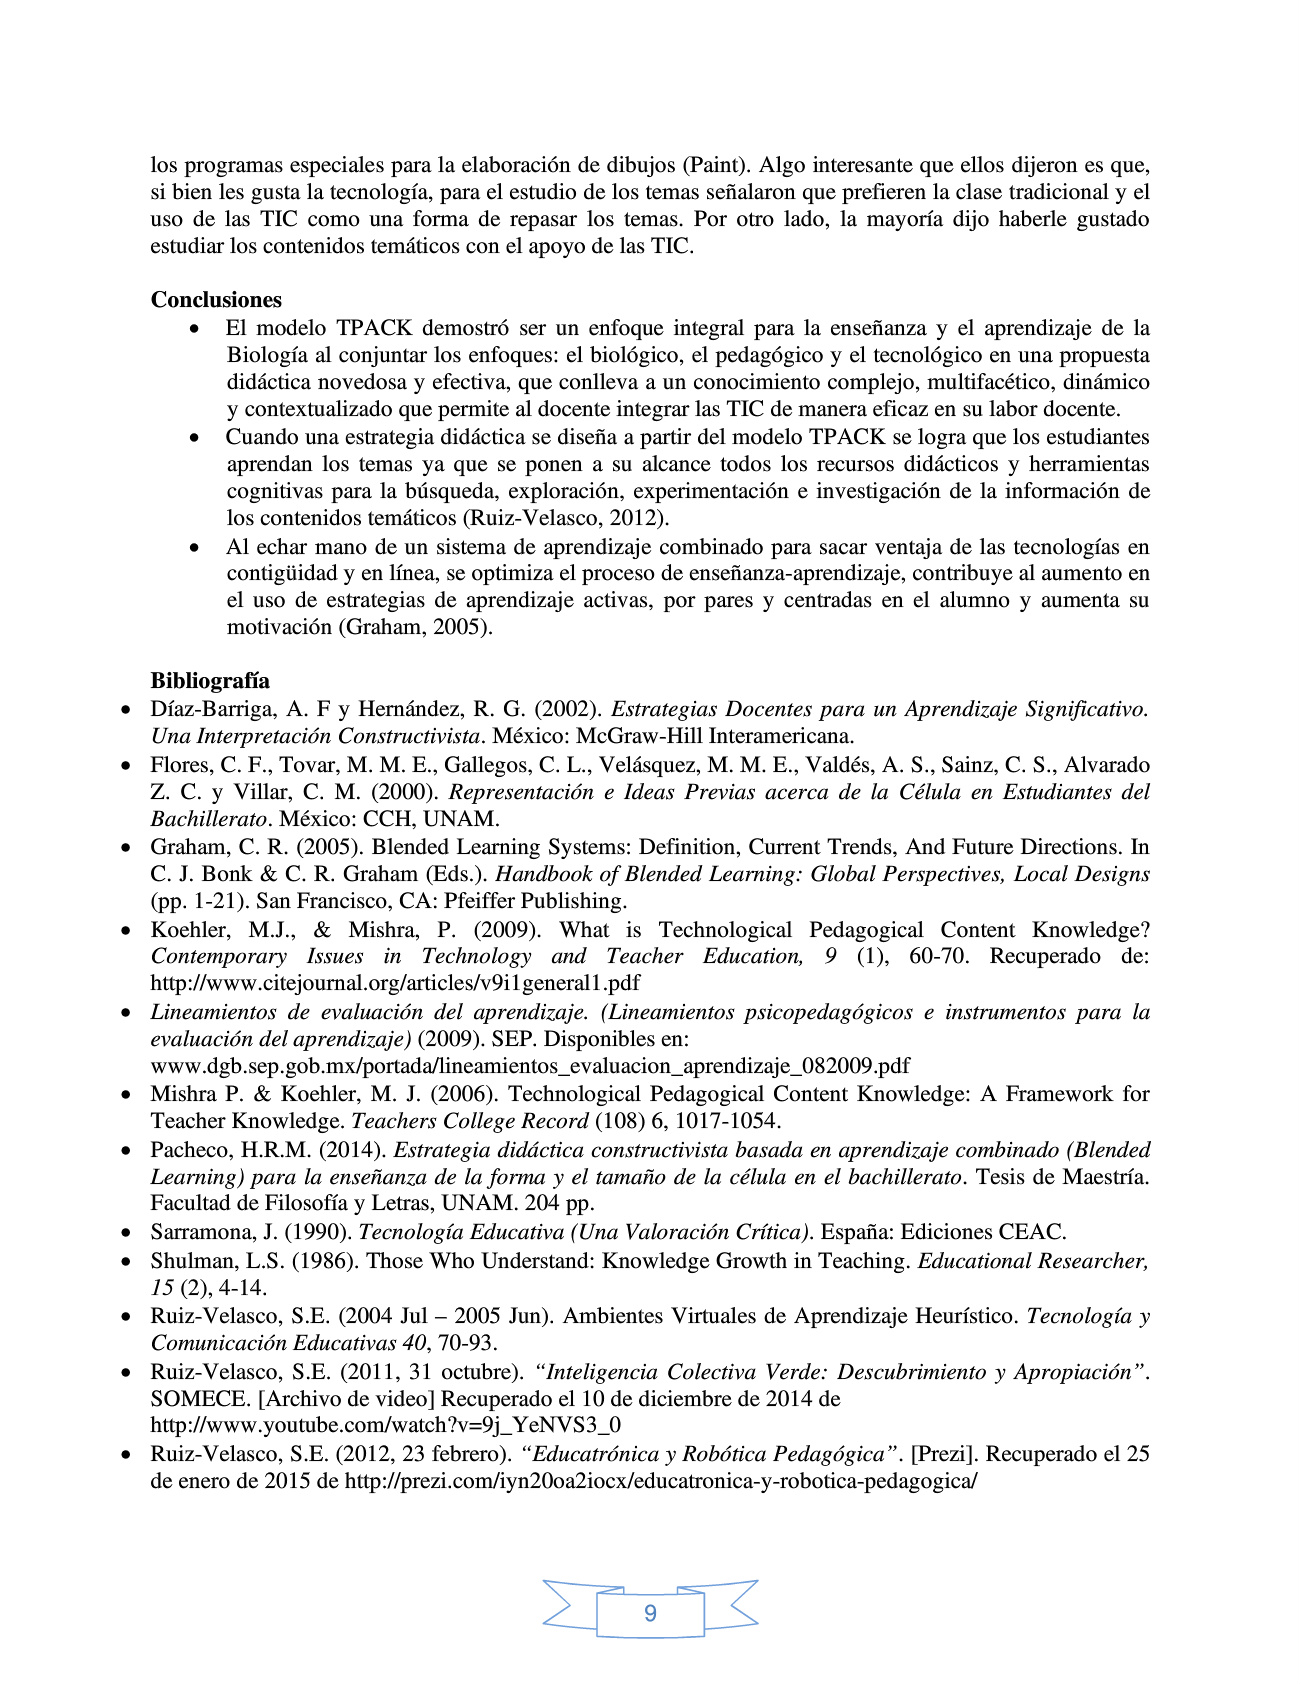 los programas especiales para la elaboración de dibujos (Paint). Algo interesante que ellos dijeron es que,
si bien les gusta la tecnología, para el estudio de los temas señalaron que prefieren la clase tradicional y el
uso de las TIC como una forma de repasar los temas. Por otro lado, la mayoría dijo haberle gustado
estudiar los contenidos temáticos con el apoyo de las TIC.
Conclusiones
• El modelo TPACK demostró ser un enfoque integral para la enseñanza y el aprendizaje de la
Biología al conjuntar los enfoques: el biológico, el pedagógico y el tecnológico en una propuesta
didáctica novedosa y efectiva, que conlleva a un conocimiento complejo, multifacético, dinámico
y contextualizado que permite al docente integrar las TIC de manera eficaz en su labor docente.
• Cuando una estrategia didáctica se diseña a partir del modelo TPACK se logra que los estudiantes
aprendan los temas ya que se ponen a su alcance todos los recursos didácticos y herramientas
cognitivas para la búsqueda, exploración, experimentación e investigación de la información de
los contenidos temáticos (Ruiz-Velasco, 2012).
• Al echar mano de un sistema de aprendizaje combinado para sacar ventaja de las tecnologías en
contigüidad y en línea, se optimiza el proceso de enseñanza-aprendizaje, contribuye al aumento en
el uso de estrategias de aprendizaje activas, por pares y centradas en el alumno y aumenta su
motivación (Graham, 2005).
Bibliografía
• Díaz-Barriga, A. F y Hernández, R. G. (2002). Estrategias Docentes para un Aprendizaje Significativo.
Una Interpretación Constructivista. México: McGraw-Hill Interamericana.
• Flores, C. F., Tovar, M. M. E., Gallegos, C. L., Velásquez, M. M. E., Valdés, A. S., Sainz, C. S., Alvarado
Z. C. y Villar, C. M. (2000). Representación e Ideas Previas acerca de la Célula en Estudiantes del
Bachillerato. México: CCH, UNAM.
• Graham, C. R. (2005). Blended Learning Systems: Definition, Current Trends, And Future Directions. In
C. J. Bonk & C. R. Graham (Eds.). Handbook of Blended Learning: Global Perspectives, Local Designs
(pp. 1-21). San Francisco, CA: Pfeiffer Publishing.
• Koehler, M.J., & Mishra, P. (2009). What is Technological Pedagogical Content Knowledge?
Contemporary Issues in Technology and Teacher Education, 9 (1), 60-70. Recuperado de:
http://www.citejournal.org/articles/v9i1general1.pdf
• Lineamientos de evaluación del aprendizaje. (Lineamientos psicopedagógicos e instrumentos para la
evaluación del aprendizaje) (2009). SEP. Disponibles en:
www.dgb.sep.gob.mx/portada/lineamientos_evaluacion_aprendizaje_082009.pdf
• Mishra P. & Koehler, M. J. (2006). Technological Pedagogical Content Knowledge: A Framework for
Teacher Knowledge. Teachers College Record (108) 6, 1017-1054.
• Pacheco, H.R.M. (2014). Estrategia didáctica constructivista basada en aprendizaje combinado (Blended
Learning) para la enseñanza de la forma y el tamaño de la célula en el bachillerato. Tesis de Maestría.
Facultad de Filosofía y Letras, UNAM. 204 pp.
• Sarramona, J. (1990). Tecnología Educativa (Una Valoración Crítica). España: Ediciones CEAC.
• Shulman, L.S. (1986). Those Who Understand: Knowledge Growth in Teaching. Educational Researcher,
15 (2), 4-14.
• Ruiz-Velasco, S.E. (2004 Jul – 2005 Jun). Ambientes Virtuales de Aprendizaje Heurístico. Tecnología y
Comunicación Educativas 40, 70-93.
• Ruiz-Velasco, S.E. (2011, 31 octubre). “Inteligencia Colectiva Verde: Descubrimiento y Apropiación”.
SOMECE. [Archivo de video] Recuperado el 10 de diciembre de 2014 de
http://www.youtube.com/watch?v=9j_YeNVS3_0
• Ruiz-Velasco, S.E. (2012, 23 febrero). “Educatrónica y Robótica Pedagógica”. [Prezi]. Recuperado el 25
de enero de 2015 de http://prezi.com/iyn20oa2iocx/educatronica-y-robotica-pedagogica/
9